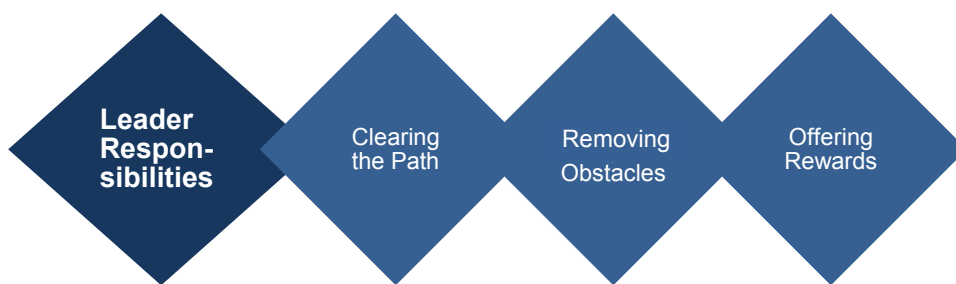 Leader
Respon-
sibilities
Clearing
the Path
Removing
Obstacles
Offering
Rewards